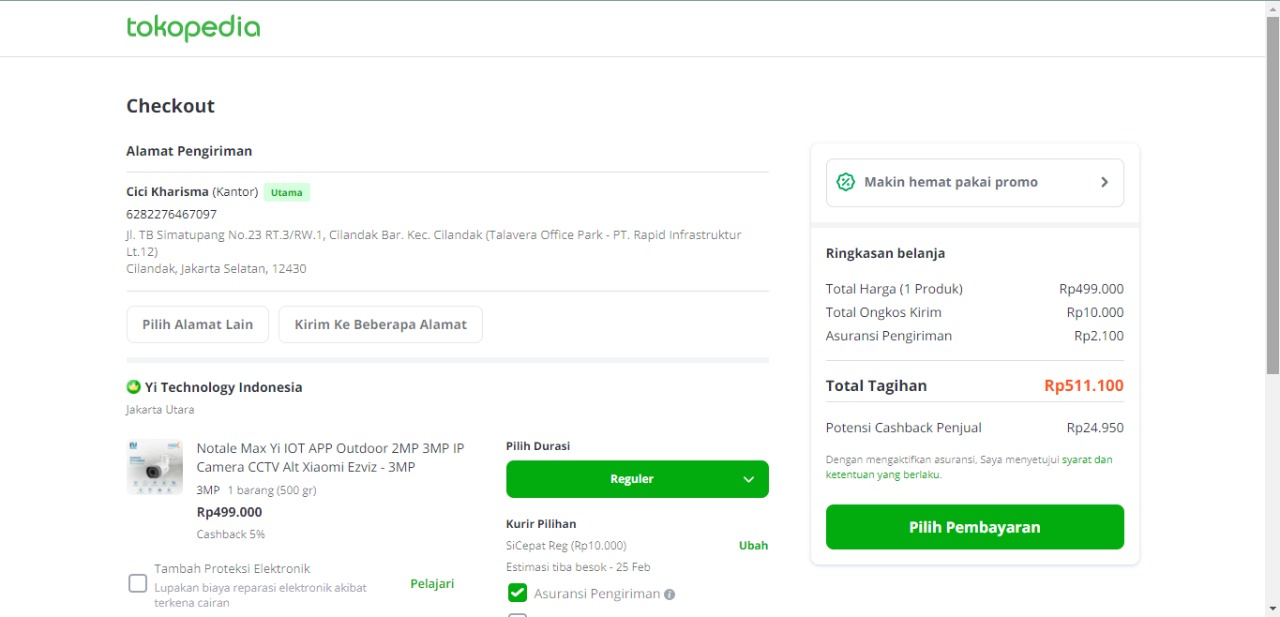 tokopedia
Checkout
Alamat Pengiriman
Cici Kharisma (Kantor) Utama
6282276467097
Jl. TB Simatupang No.23 RT.3/RW.1, Cilandak Bar. Kec. Cilandak (Talavera Office Park - PT. Rapid Infrastruktur
Lt.12)
Cilandak, Jakarta Selatan, 12430
Pilih Alamat Lain
Kirim Ke Beberapa Alamat
Yi Technology Indonesia
Jakarta Utara
Notale Max Yi IOT APP Outdoor 2MP 3MP IP
Camera CCTV Alt Xiaomi Ezviz - 3MP
3MP 1 barang (500 gr)
Rp499.000
Cashback 5%
Tambah Proteksi Elektronik
Lupakan biaya reparasi elektronik akibat
terkena cairan
Pelajari
Pilih Durasi
Reguler
Kurir Pilihan
SiCepat Reg (Rp10.000) Ubah
Estimasi tiba besok - 25 Feb
Asuransi Pengiriman
Makin hemat pakai promo
Ringkasan belanja
Total Harga (1 Produk) Rp499.000
Total Ongkos Kirim Rp10.000
Asuransi Pengiriman Rp2.100
Total Tagihan Rp511.100
Potensi Cashback Penjual Rp24.950
Dengan mengaktifkan asuransi, Saya menyetujui syarat dan
ketentuan yang berlaku.
Pilih Pembayaran